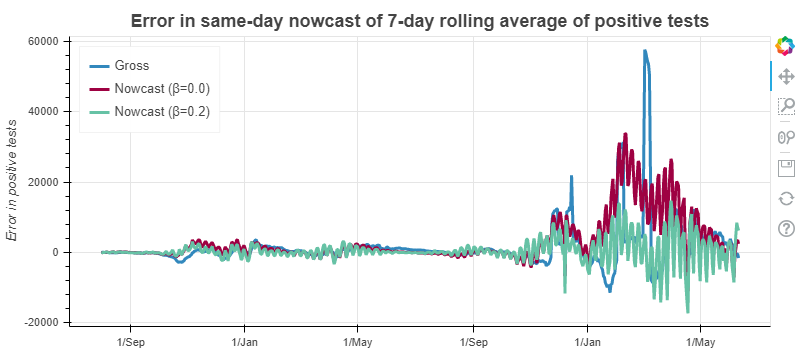 Error in same-day nowcast of 7-day rolling average of positive tests
Error in positive tests
60000
40000
20000
0
-20000
Gross
Nowcast (β=0.0)
Nowcast (β=0.2)
1/Sep
1/Jan
1/May
1/Sep
1/Jan
1/May